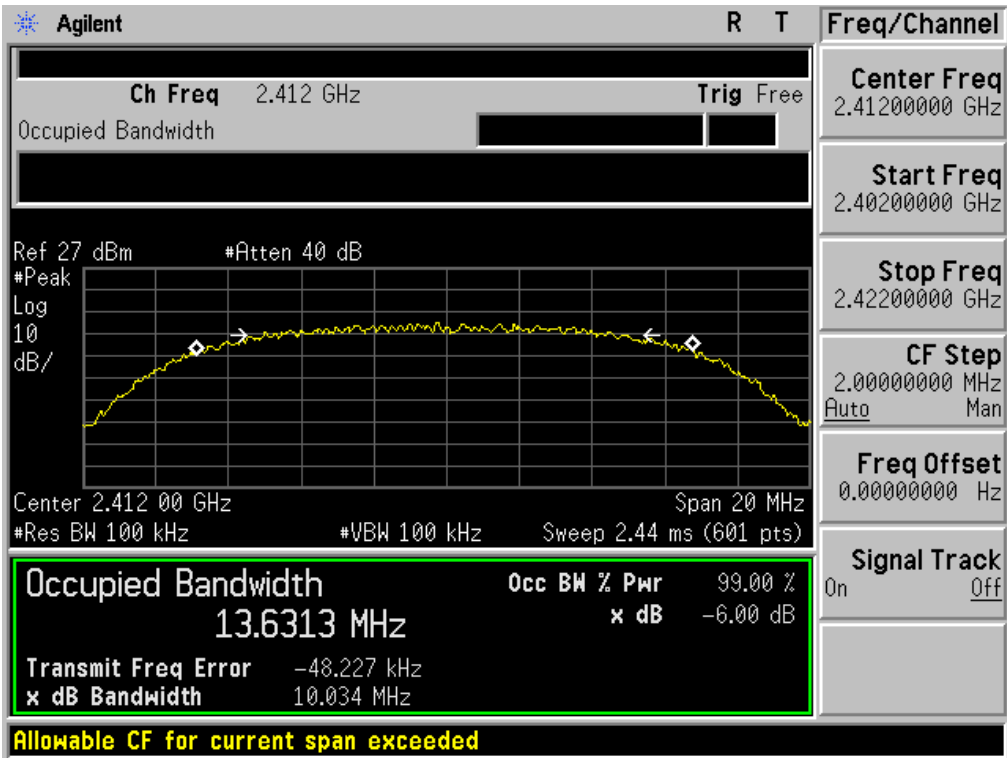 Agilent R T
Ch Freq 2.412 GHz Trig Free
Occupied Bandwidth
Ref 27 dBm #Atten 40 dB
#Peak
Log
10
dB/
Center 2.412 00 GHz Span 20 MHz
#Res BW 100 kHz #VBW 100 kHz Sweep 2.44 ms (601 pts)
Occupied Bandwidth Occ BW % Pwr 99.00 %
13.6313 MHz x dB -6.00 dB
Transmit Freq Error -48.227 kHz
x dB Bandwidth 10.034 MHz
Allowable CF for current span exceeded
Freq/Channel
Center Freq
2.41200000 GHz
Start Freq
2.40200000 GHz
Stop Freq
2.42200000 GHz
CF Step
2.00000000 MHz
Auto Man
Freq Offset
0.00000000 Hz
Signal Track
On Off